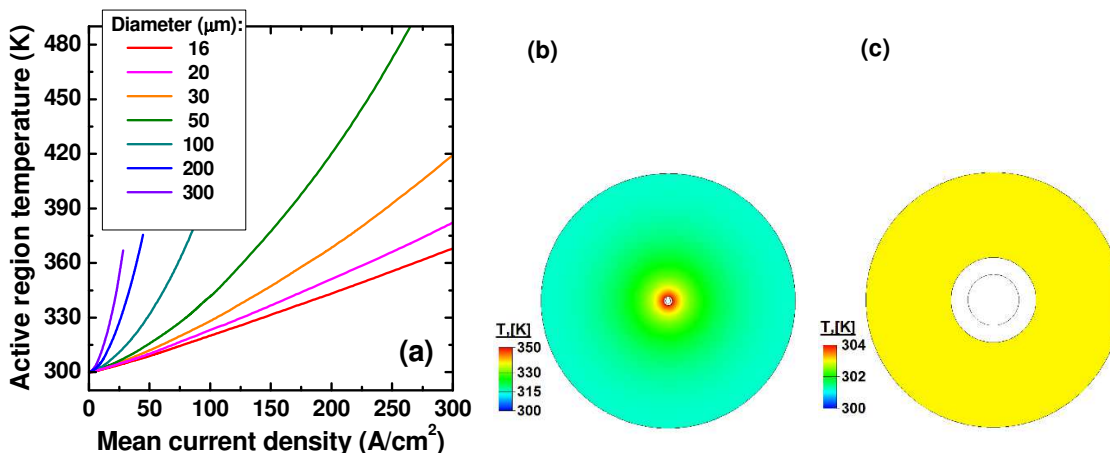 Diameter (μm):
16
20
30
50
100
200
300
480
450
420
390
360
330
300
Active region temperature (K)
0 50 100 150 200 250 300
Mean current density (A/cm²)
(a)
(b)
T,[K]
350
330
315
300
(c)
T,[K]
304
302
300